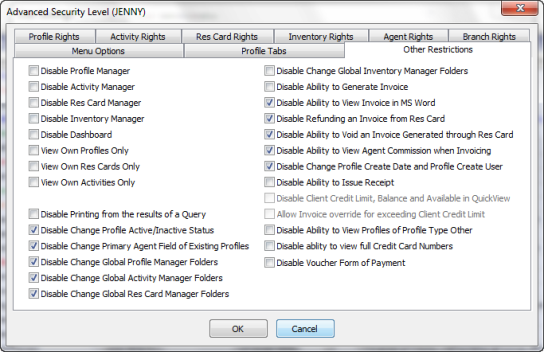 Advanced Security Level (JENNY)
Profile Rights
Activity Rights
Res Card Rights
Inventory Rights
Agent Rights
Branch Rights
Menu Options
Profile Tabs
Other Restrictions
Disable Profile Manager
Disable Activity Manager
Disable Res Card Manager
Disable Inventory Manager
Disable Dashboard
View Own Profiles Only
View Own Res Cards Only
View Own Activities Only
Disable Printing from the results of a Query
Disable Change Profile Active/Inactive Status
Disable Change Primary Agent Field of Existing Profiles
Disable Change Global Profile Manager Folders
Disable Change Global Activity Manager Folders
Disable Change Global Res Card Manager Folders
Disable Change Global Inventory Manager Folders
Disable Ability to Generate Invoice
Disable Ability to View Invoice in MS Word
Disable Refunding an Invoice from Res Card
Disable Ability to Void an Invoice Generated through Res Card
Disable Ability to View Agent Commission when Invoicing
Disable Change Profile Create Date and Profile Create User
Disable Ability to Issue Receipt
Disable Client Credit Limit, Balance and Available in QuickView
Allow Invoice override for exceeding Client Credit Limit
Disable Ability to View Profiles of Profile Type Other
Disable ablity to view full Credit Card Numbers
Disable Voucher Form of Payment
OK
Cancel